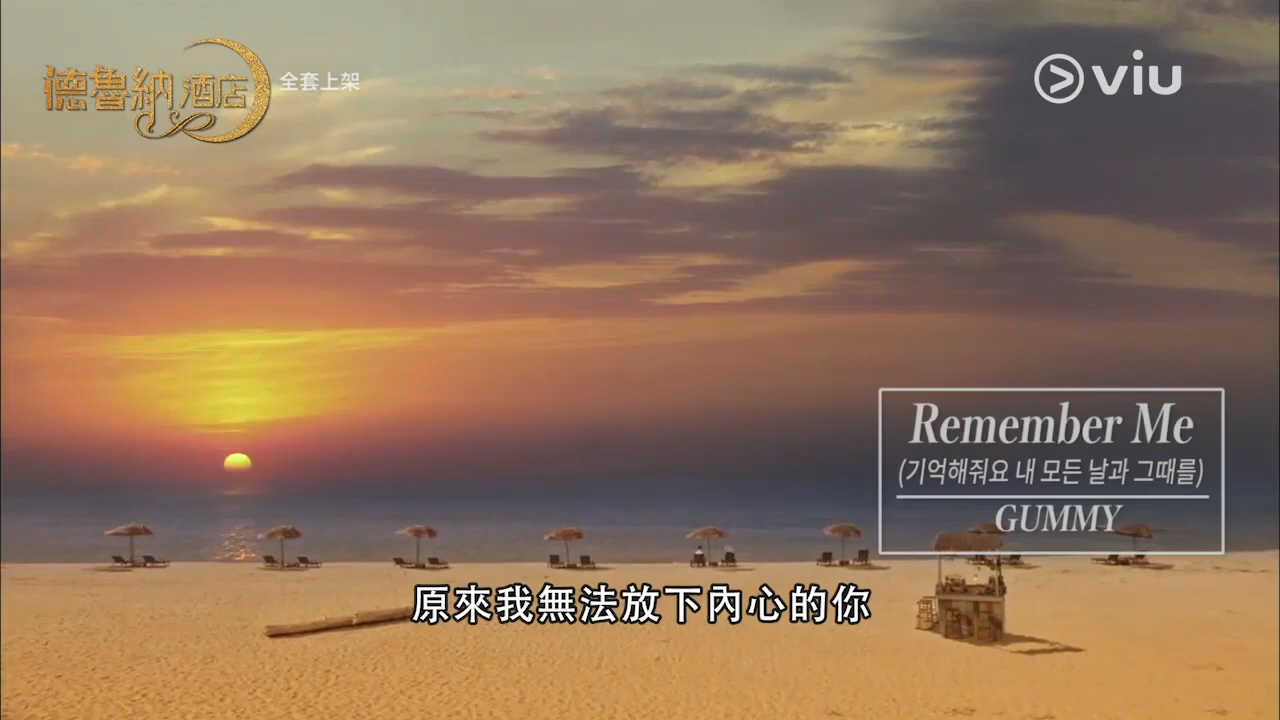 德魯納酒店
全套上架
viu
Remember Me
(기억해줘요 내 모든 날과 그때를)
GUMMY
原來我無法放下內心的你